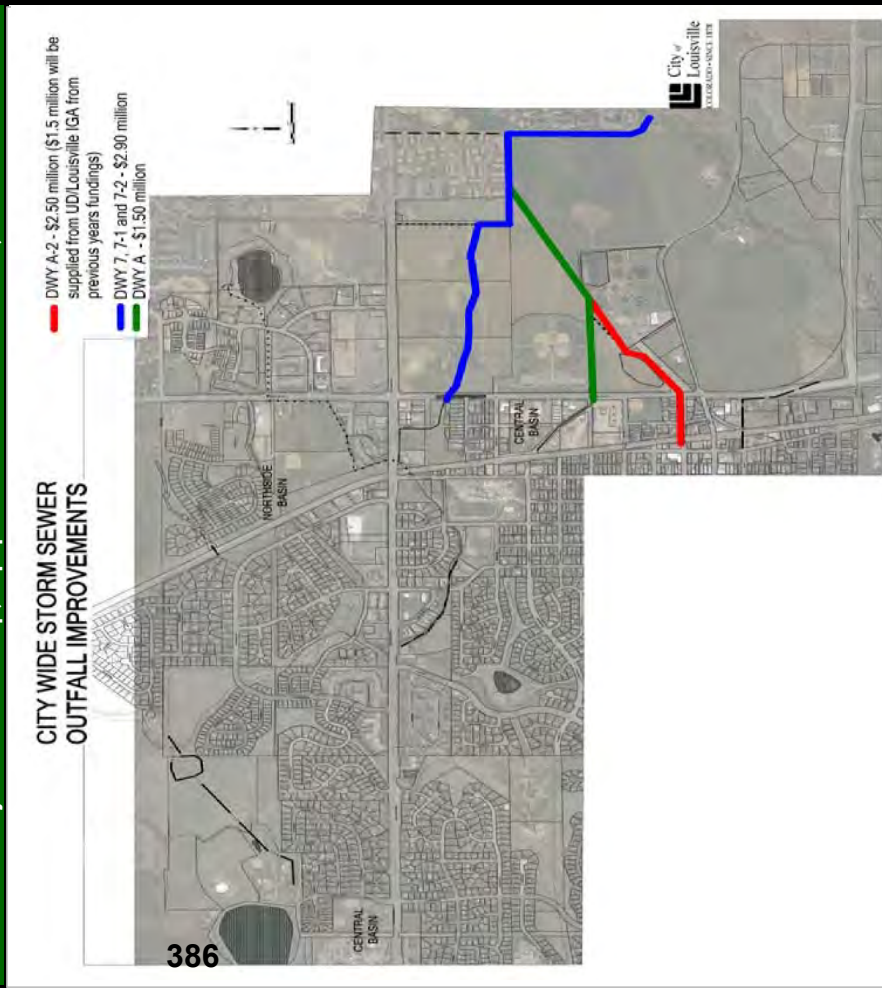 CITY WIDE STORM SEWER
OUTFALL IMPROVEMENTS
DWY A-2 - $2.50 million ($1.5 million will be
supplied from UD/Louisville IGA from
previous years fundings)
DWY 7, 7-1 and 7-2 - $2.90 million
DWY A - $1.50 million
NORTHSIDE
BASIN
CENTRAL
BASIN
CENTRAL
BASIN
City of
Louisville
COLORADO • SINCE 1878
386